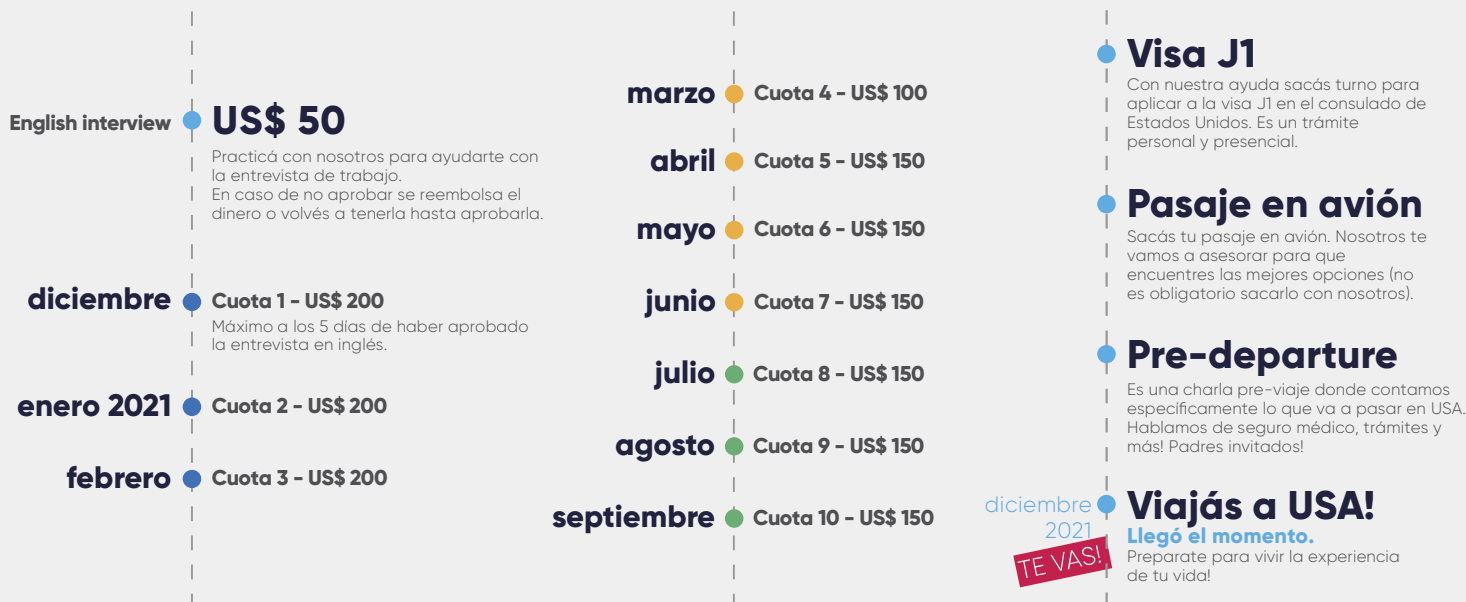 English interview
US$ 50
Practicá con nosotros para ayudarte con
la entrevista de trabajo.
En caso de no aprobar se reembolsa el
dinero o volvés a tenerla hasta aprobarla.
diciembre
Cuota 1 - US$ 200
Máximo a los 5 días de haber aprobado
la entrevista en inglés.
enero 2021
Cuota 2 - US$ 200
febrero
Cuota 3 - US$ 200
marzo
Cuota 4 - US$ 100
abril
Cuota 5 - US$ 150
mayo
Cuota 6 - US$ 150
junio
Cuota 7 - US$ 150
julio
Cuota 8 - US$ 150
agosto
Cuota 9 - US$ 150
septiembre
Cuota 10 - US$ 150
Visa J1
Con nuestra ayuda sacás turno para
aplicar a la visa J1 en el consulado de
Estados Unidos. Es un trámite
personal y presencial.
Pasaje en avión
Sacás tu pasaje en avión. Nosotros te
vamos a asesorar para que
encuentres las mejores opciones (no
es obligatorio sacarlo con nosotros).
Pre-departure
Es una charla pre-viaje donde contamos
específicamente lo que va a pasar en USA.
Hablamos de seguro médico, trámites y
más! Padres invitados!
diciembre
2021
TE VAS!
Viajás a USA!
Llegó el momento.
Preparate para vivir la experiencia
de tu vida!